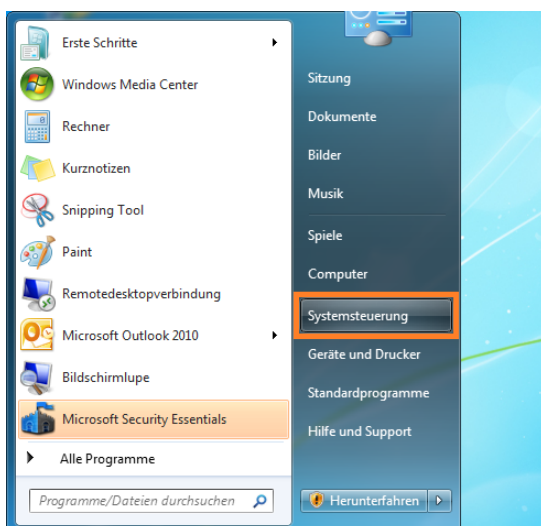 Erste Schritte
Windows Media Center
Rechner
Kurznotizen
Snipping Tool
Paint
Remotedesktopverbindung
Microsoft Outlook 2010
Bildschirmlupe
Microsoft Security Essentials
Alle Programme
Programme/Dateien durchsuchen
Sitzung
Dokumente
Bilder
Musik
Spiele
Computer
Systemsteuerung
Geräte und Drucker
Standardprogramme
Hilfe und Support
Herunterfahren